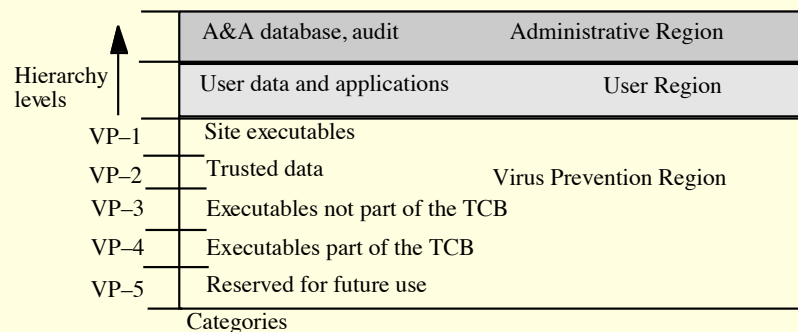 A&A database, audit Administrative Region
Hierarchy
levels
User data and applications User Region
VP–1 Site executables
VP–2 Trusted data
Virus Prevention Region
VP–3 Executables not part of the TCB
VP–4 Executables part of the TCB
VP–5 Reserved for future use
Categories